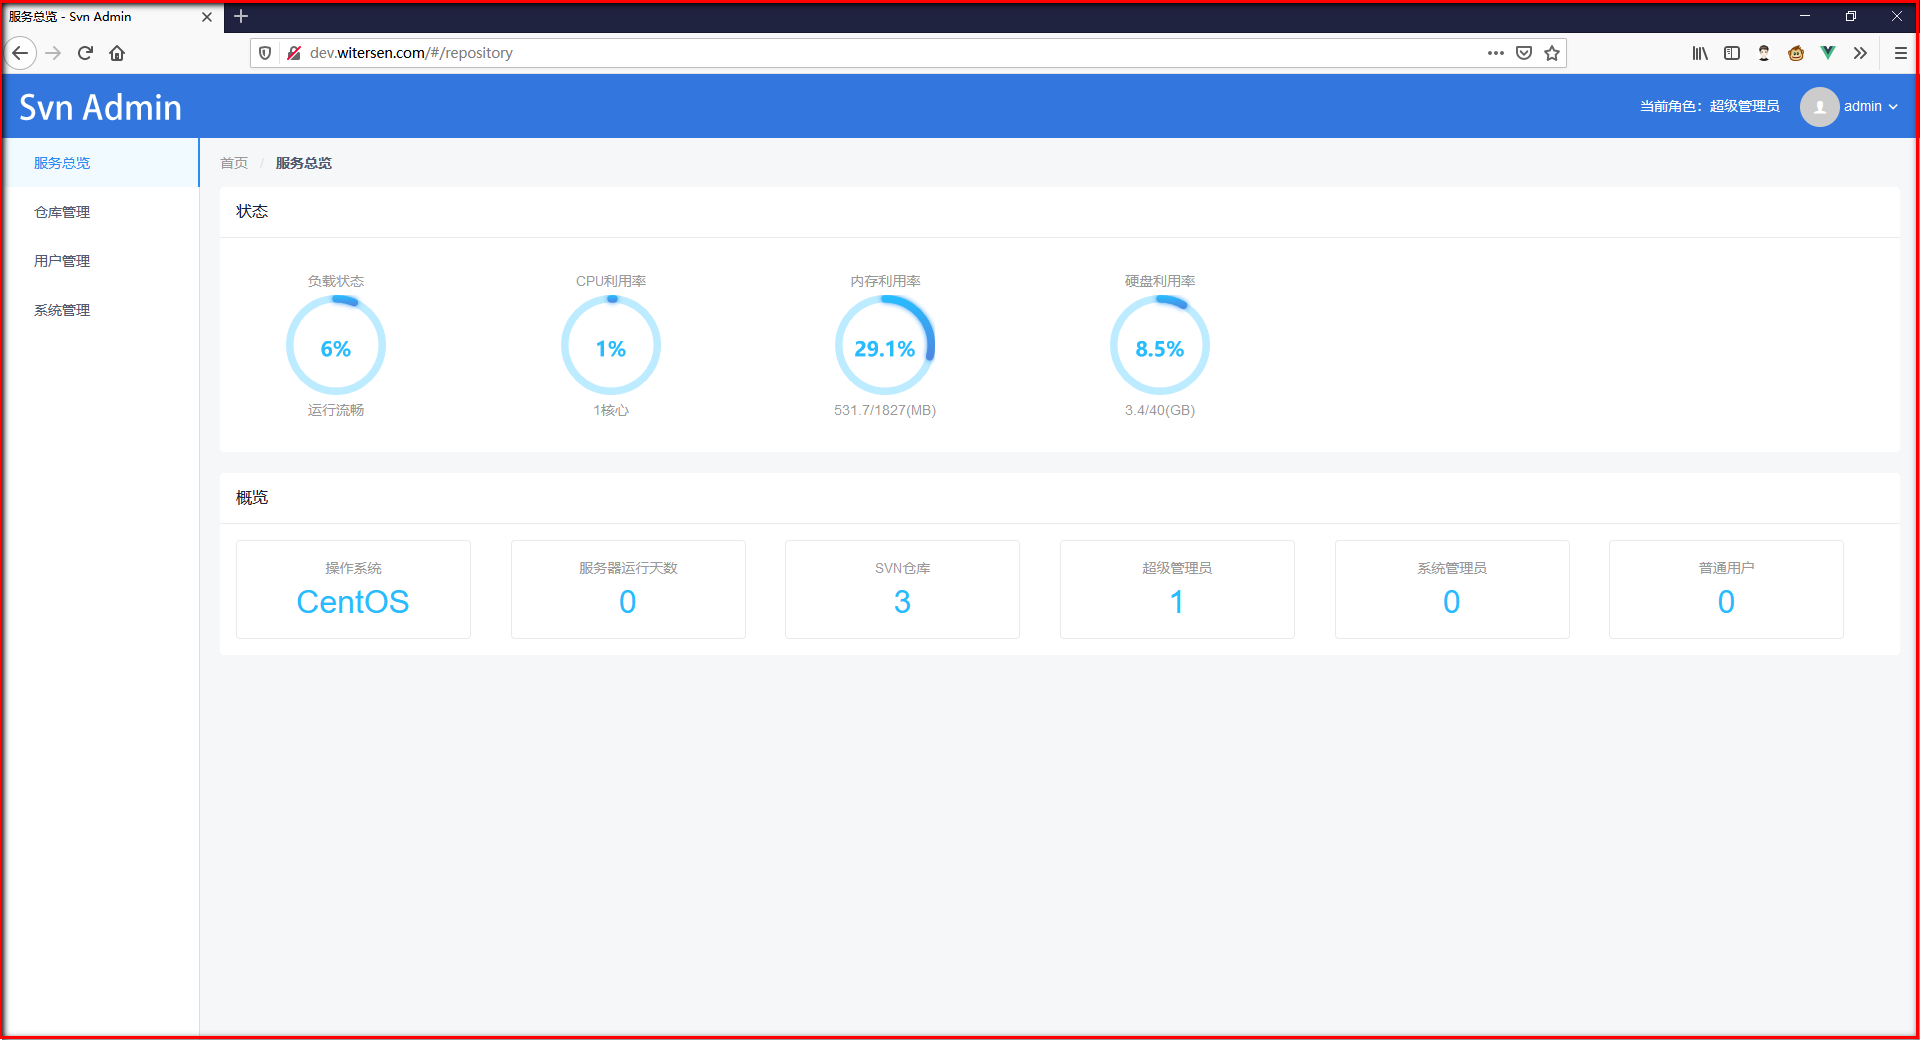 服务总览 - Svn Admin
dev.witersen.com/#/repository
Svn Admin
当前角色：超级管理员
admin
服务总览
仓库管理
用户管理
系统管理
首页 / 服务总览
状态
负载状态
6%
运行流畅
CPU利用率
1%
1核心
内存利用率
29.1%
531.7/1827(MB)
硬盘利用率
8.5%
3.4/40(GB)
概览
操作系统
CentOS
服务器运行天数
0
SVN仓库
3
超级管理员
1
系统管理员
0
普通用户
0